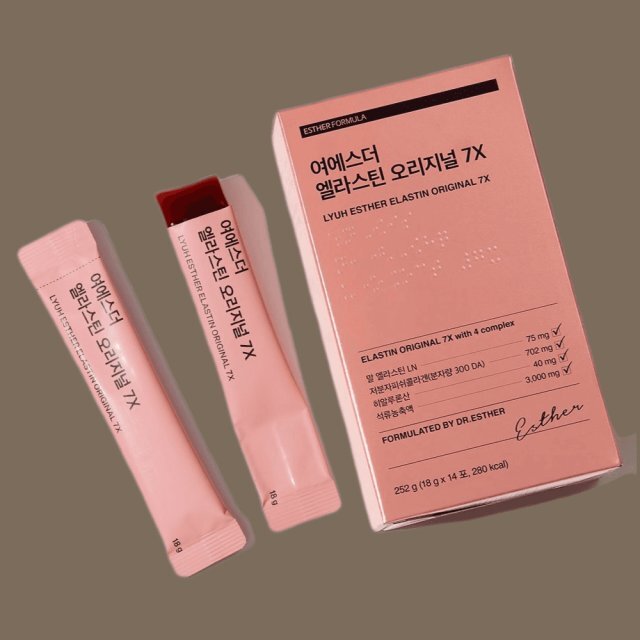 ESTHER FORMULA
여에스더
엘라스틴 오리지널 7X
LYUH ESTHER ELASTIN ORIGINAL 7X
ELASTIN ORIGINAL 7X with 4 complex
말 엘라스틴 LN 75 mg
저분자피쉬콜라겐(분자량 300 DA) 702 mg
히알루론산 40 mg
석류농축액 3,000 mg
FORMULATED BY DR.ESTHER
Esther
252 g (18 g x 14 포, 280 kcal)
여에스더
엘라스틴 오리지널 7X
LYUH ESTHER ELASTIN ORIGINAL 7X
18 g
여에스더
엘라스틴 오리지널 7X
LYUH ESTHER ELASTIN ORIGINAL 7X
18 g